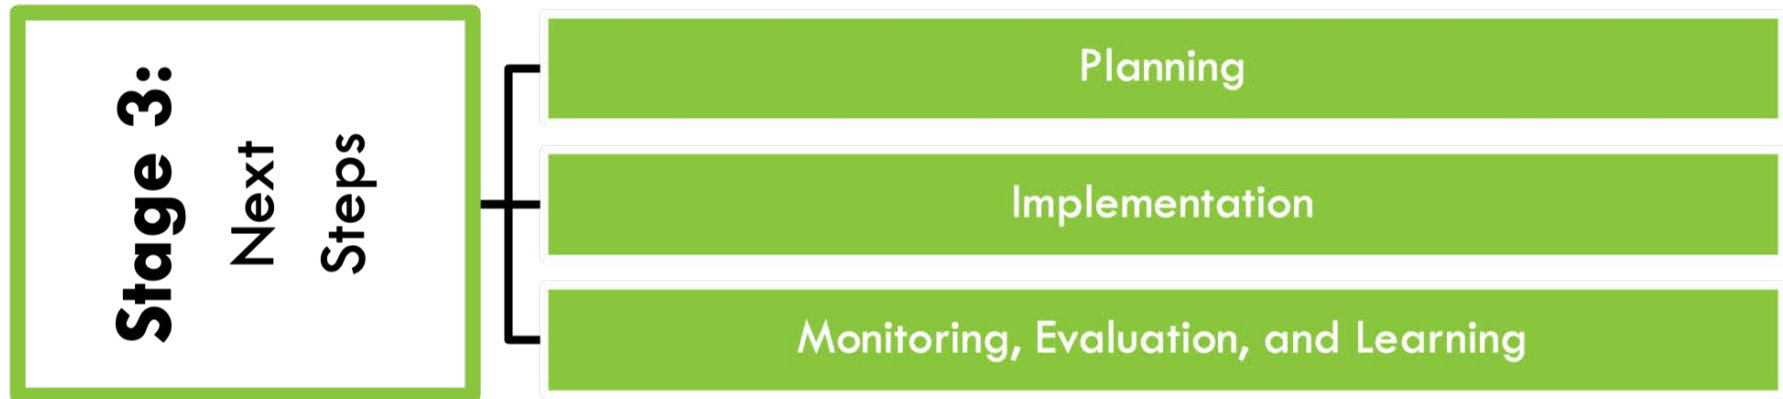 Stage 3:
Next
Steps
Planning
Implementation
Monitoring, Evaluation, and Learning